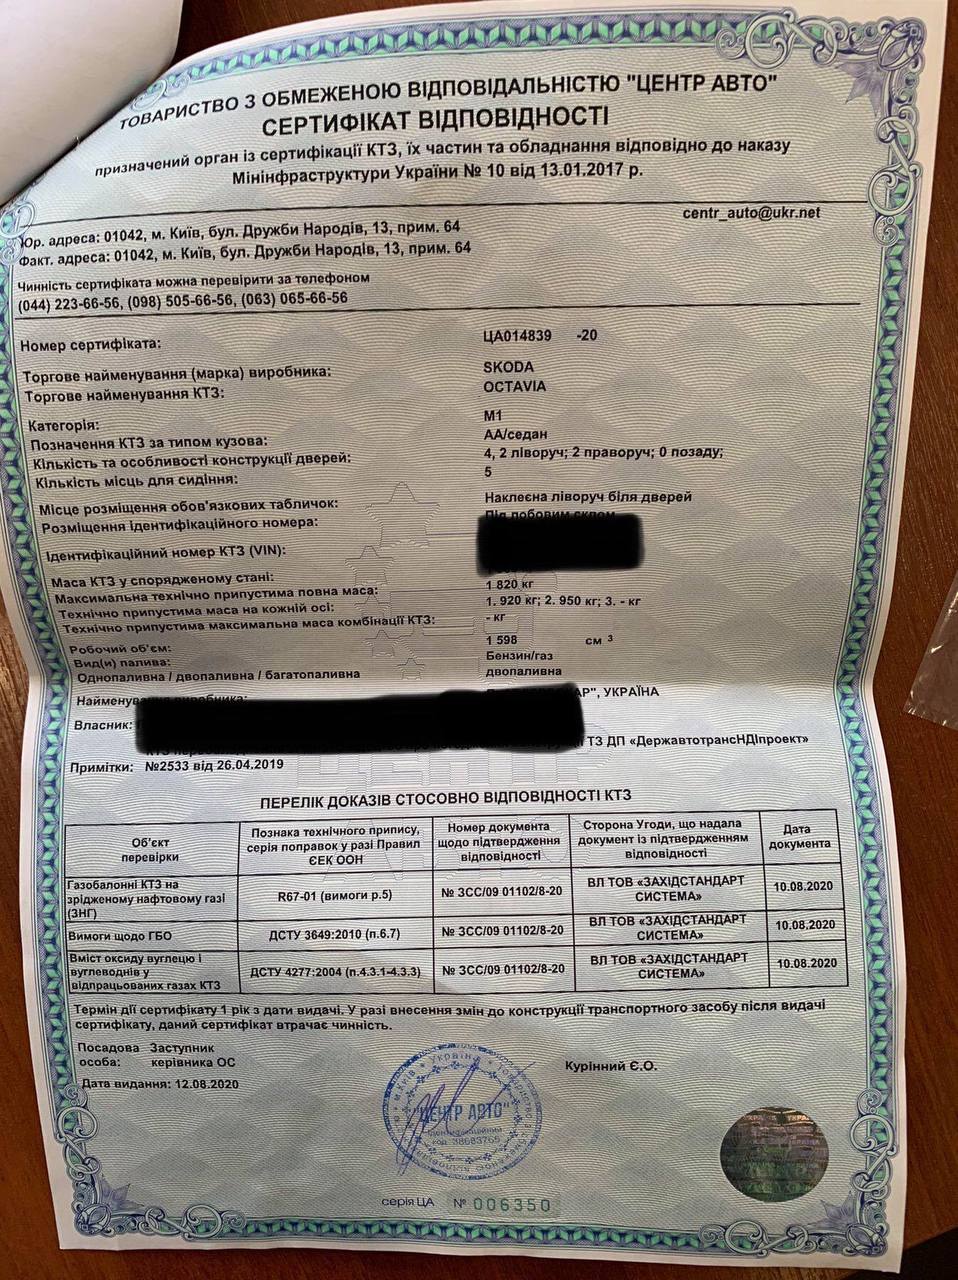 ТОВАРИСТВО З ОБМЕЖЕНОЮ ВІДПОВІДАЛЬНІСТЮ "ЦЕНТР АВТО"
СЕРТИФІКАТ ВІДПОВІДНОСТІ
призначений орган із сертифікації КТЗ, їх частин та обладнання відповідно до наказу
Мінінфраструктури України № 10 від 13.01.2017 р.
centr_auto@ukr.net
Юр. адреса: 01042, м. Київ, бул. Дружби Народів, 13, прим. 64
Факт. адреса: 01042, м. Київ, бул. Дружби Народів, 13, прим. 64
Чинність сертифіката можна перевірити за телефоном
(044) 223-66-56, (098) 505-66-56, (063) 065-66-56
Номер сертифіката: ЦА014839 -20
Торгове найменування (марка) виробника: SKODA
Торгове найменування КТЗ: OCTAVIA
Категорія: М1
Позначення КТЗ за типом кузова: АА/седан
Кількість та особливості конструкції дверей: 4, 2 ліворуч; 2 праворуч; 0 позаду;
Кількість місць для сидіння: 5
Місце розміщення обов'язкових табличок: Наклеєна ліворуч біля дверей
Розміщення ідентифікаційного номера: Під лобовим склом
Ідентифікаційний номер КТЗ (VIN):
Маса КТЗ у спорядженому стані:
Максимальна технічно припустима повна маса: 1 820 кг
Технічно припустима маса на кожній осі: 1. 920 кг; 2. 950 кг; 3. - кг
Технічно припустима максимальна маса комбінації КТЗ: - кг
Робочий об'єм: 1 598 см 3
Вид(и) палива: Бензин/газ
Однопаливна / двопаливна / багатопаливна двопаливна
Найменування виробника: АР", УКРАЇНА
Власник:
ТЗ ДП «ДержавтотрансНДІпроект»
Примітки: №2533 від 26.04.2019
ПЕРЕЛІК ДОКАЗІВ СТОСОВНО ВІДПОВІДНОСТІ КТЗ
Об'єкт перевірки
Познака технічного припису, серія поправок у разі Правил ЄЕК ООН
Номер документа щодо підтвердження відповідності
Сторона Угоди, що надала документ із підтвердженням відповідності
Дата документа
Газобалонні КТЗ на зрідженому нафтовому газі (ЗНГ)
R67-01 (вимоги р.5)
№ ЗСС/09 01102/8-20
ВЛ ТОВ «ЗАХІДСТАНДАРТ СИСТЕМА»
10.08.2020
Вимоги щодо ГБО
ДСТУ 3649:2010 (п.6.7)
№ ЗСС/09 01102/8-20
ВЛ ТОВ «ЗАХІДСТАНДАРТ СИСТЕМА»
10.08.2020
Вміст оксиду вуглецю і вуглеводнів у відпрацьованих газах КТЗ
ДСТУ 4277:2004 (п.4.3.1-4.3.3)
№ ЗСС/09 01102/8-20
ВЛ ТОВ «ЗАХІДСТАНДАРТ СИСТЕМА»
10.08.2020
Термін дії сертифікату 1 рік з дати видачі. У разі внесення змін до конструкції транспортного засобу після видачі
сертифікату, даний сертифікат втрачає чинність.
Посадова Заступник
особа: керівника ОС
Курінний Є.О.
Дата видання: 12.08.2020
Україна
м. Київ
"ЦЕНТР АВТО"
Ідентифікаційний
код 38683765
серія ЦА № 006350